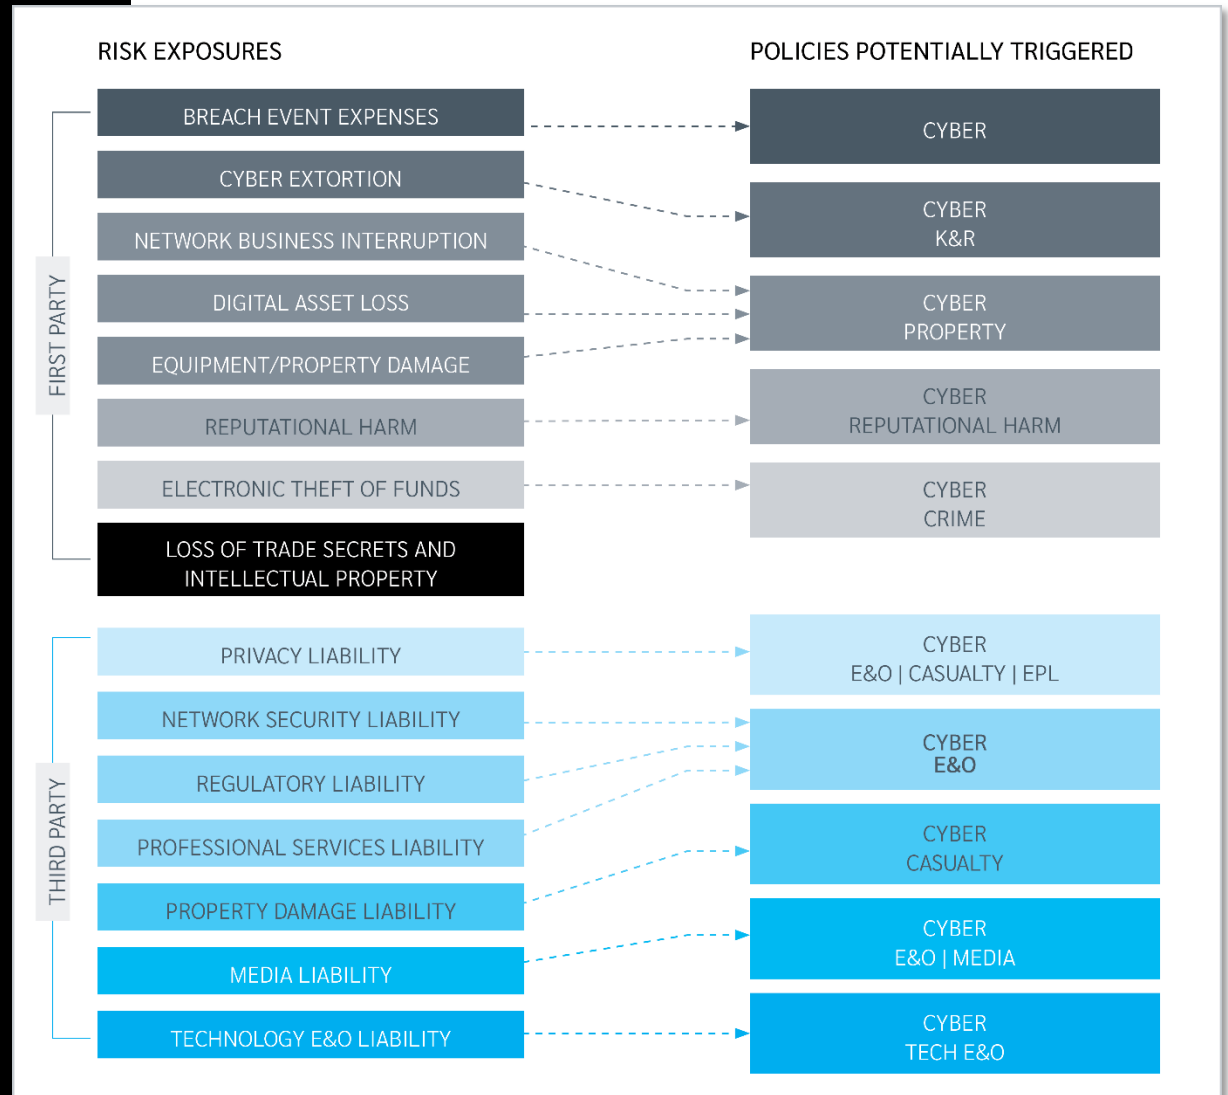 RISK EXPOSURES
POLICIES POTENTIALLY TRIGGERED
FIRST PARTY
BREACH EVENT EXPENSES
CYBER EXTORTION
NETWORK BUSINESS INTERRUPTION
DIGITAL ASSET LOSS
EQUIPMENT/PROPERTY DAMAGE
REPUTATIONAL HARM
ELECTRONIC THEFT OF FUNDS
LOSS OF TRADE SECRETS AND
INTELLECTUAL PROPERTY
CYBER
CYBER
K&R
CYBER
PROPERTY
CYBER
REPUTATIONAL HARM
CYBER
CRIME
THIRD PARTY
PRIVACY LIABILITY
NETWORK SECURITY LIABILITY
REGULATORY LIABILITY
PROFESSIONAL SERVICES LIABILITY
PROPERTY DAMAGE LIABILITY
MEDIA LIABILITY
TECHNOLOGY E&O LIABILITY
CYBER
E&O | CASUALTY | EPL
CYBER
E&O
CYBER
CASUALTY
CYBER
E&O | MEDIA
CYBER
TECH E&O